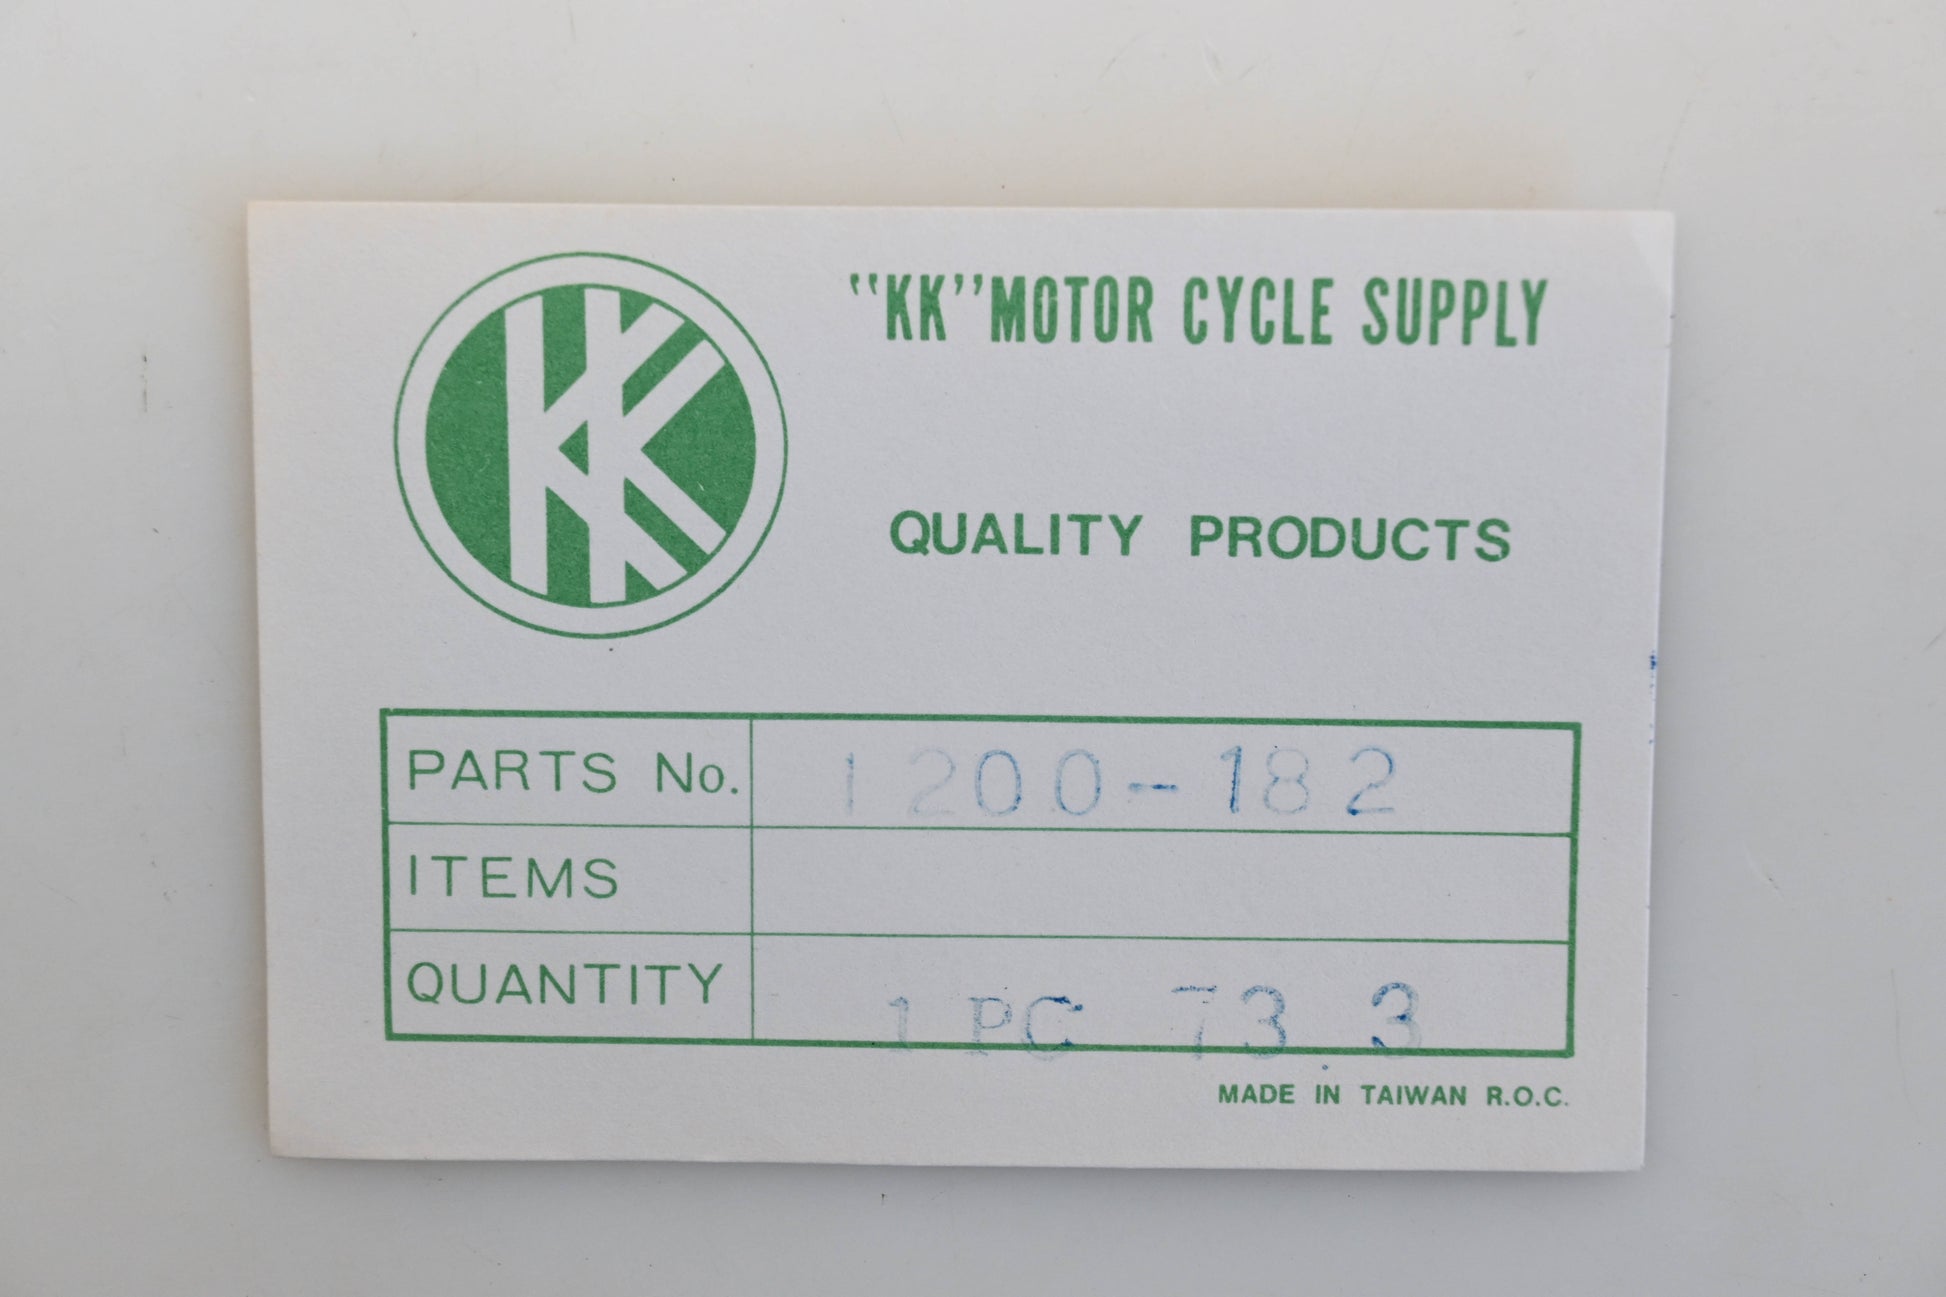 KK
"KK" MOTOR CYCLE SUPPLY
QUALITY PRODUCTS
PARTS No. 1200-182
ITEMS
QUANTITY 1 PC 73.3
MADE IN TAIWAN R.O.C.